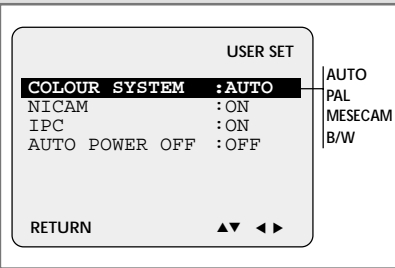 USER SET
COLOUR SYSTEM :AUTO
NICAM :ON
IPC :ON
AUTO POWER OFF :OFF
RETURN ▲▼ ◄►
AUTO
PAL
MESECAM
B/W